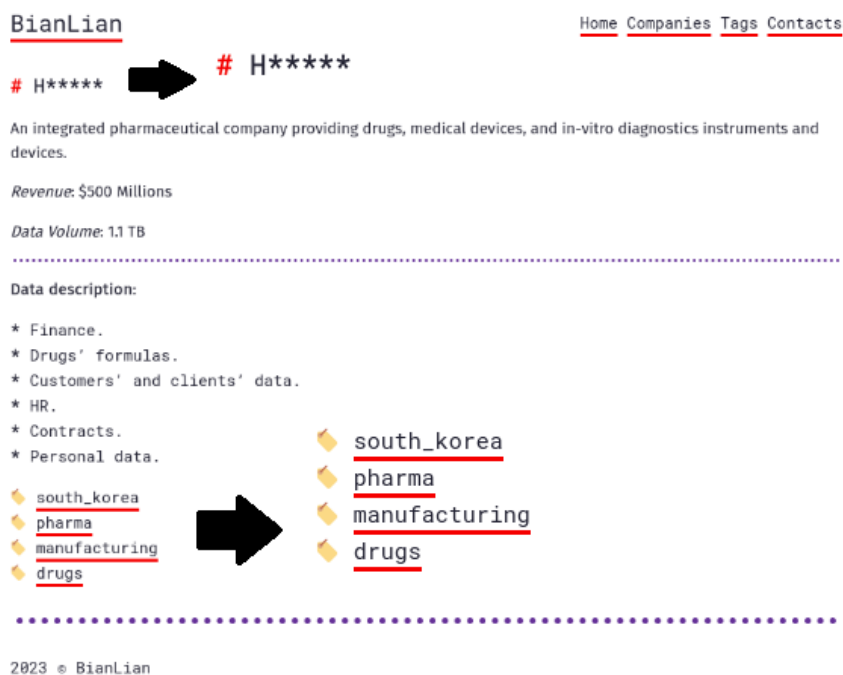 BianLian
Home Companies Tags Contacts
# H*****
# H*****
An integrated pharmaceutical company providing drugs, medical devices, and in-vitro diagnostics instruments and
devices.
Revenue: $500 Millions
Data Volume: 1.1 TB
Data description:
* Finance.
* Drugs' formulas.
* Customers' and clients' data.
* HR.
* Contracts.
* Personal data.
south_korea
pharma
manufacturing
drugs
south_korea
pharma
manufacturing
drugs
2023 © BianLian